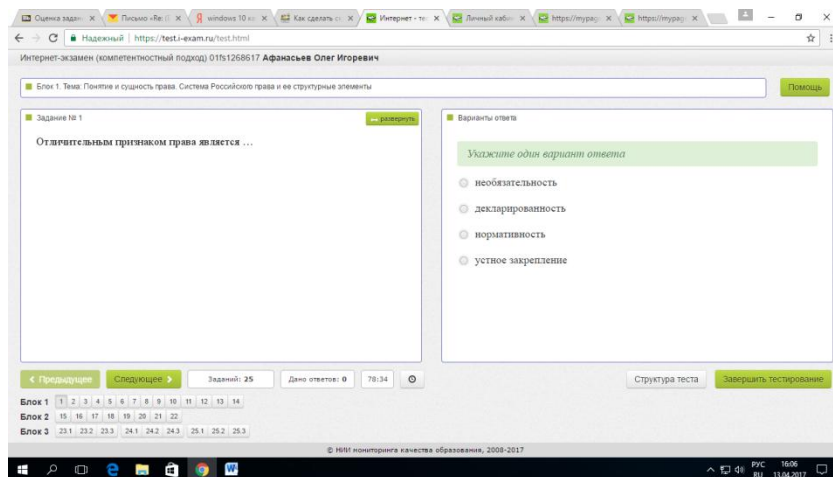 Оценка задан
Письмо «Re: (
windows 10 ко
Как сделать с
Интернет - те
Личный каби
https://mypag
https://mypag
Надежный | https://test.i-exam.ru/test.html
Интернет-экзамен (компетентностный подход) 01fs1268617 Афанасьев Олег Игоревич
Блок 1. Тема: Понятие и сущность права. Система Российского права и ее структурные элементы
Помощь
Задание № 1
развернуть
Отличительным признаком права является …
Варианты ответа
Укажите один вариант ответа
необязательность
декларированность
нормативность
устное закрепление
Предыдущее
Следующее
Заданий: 25
Дано ответов: 0
70:34
Структура теста
Завершить тестирование
Блок 1 1 2 3 4 5 6 7 8 9 10 11 12 13 14
Блок 2 15 16 17 18 19 20 21 22
Блок 3 23.1 23.2 23.3 24.1 24.2 24.3 25.1 25.2 25.3
© НИИ мониторинга качества образования, 2008-2017
РУС 16:06
RU 13.04.2017